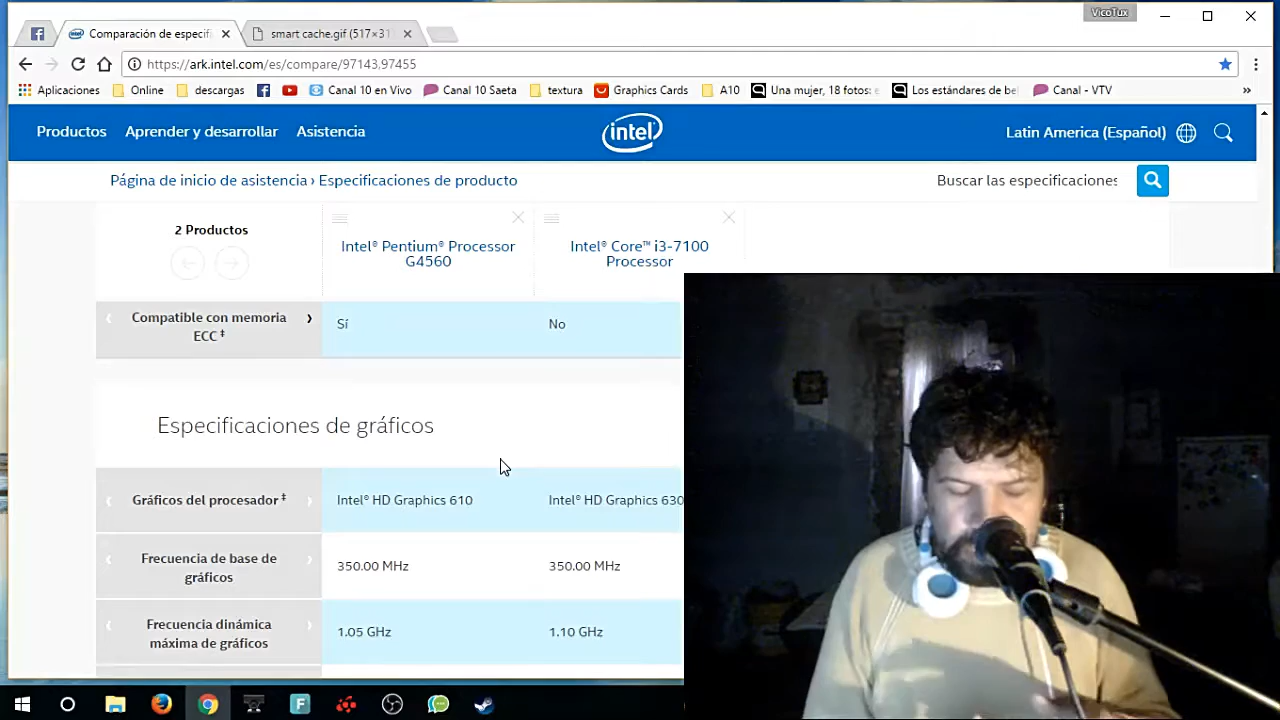 VicoTux
Comparación de especifi
smart cache.gif (517×31
https://ark.intel.com/es/compare/97143,97455
Aplicaciones
Online
descargas
Canal 10 en Vivo
Canal 10 Saeta
textura
Graphics Cards
A10
Una mujer, 18 fotos: e
Los estándares de bel
Canal - VTV
»
Productos
Aprender y desarrollar
Asistencia
intel
Latin America (Español)
Página de inicio de asistencia › Especificaciones de producto
Buscar las especificaciones
2 Productos
Intel® Pentium® Processor
G4560
Intel® Core™ i3-7100
Processor
Compatible con memoria
ECC ‡
Sí
No
Especificaciones de gráficos
Gráficos del procesador ‡
Intel® HD Graphics 610
Intel® HD Graphics 630
Frecuencia de base de
gráficos
350.00 MHz
350.00 MHz
Frecuencia dinámica
máxima de gráficos
1.05 GHz
1.10 GHz